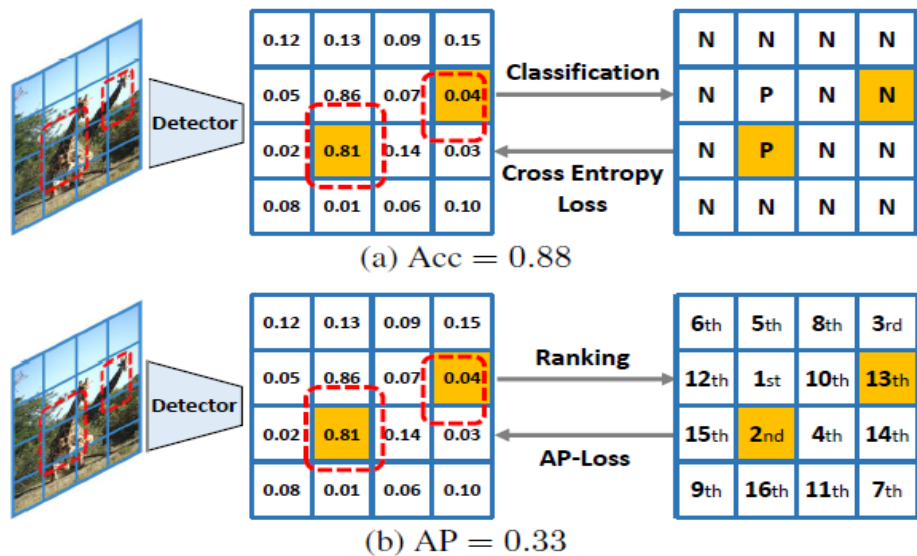 0.12 0.13 0.09 0.15 N N N N
0.05 0.86 0.07 0.04 Classification N P N N
Detector
0.02 0.81 0.14 0.03 Cross Entropy Loss N P N N
0.08 0.01 0.06 0.10 N N N N
(a) Acc = 0.88
0.12 0.13 0.09 0.15 6th 5th 8th 3rd
0.05 0.86 0.07 0.04 Ranking 12th 1st 10th 13th
Detector
0.02 0.81 0.14 0.03 AP-Loss 15th 2nd 4th 14th
0.08 0.01 0.06 0.10 9th 16th 11th 7th
(b) AP = 0.33